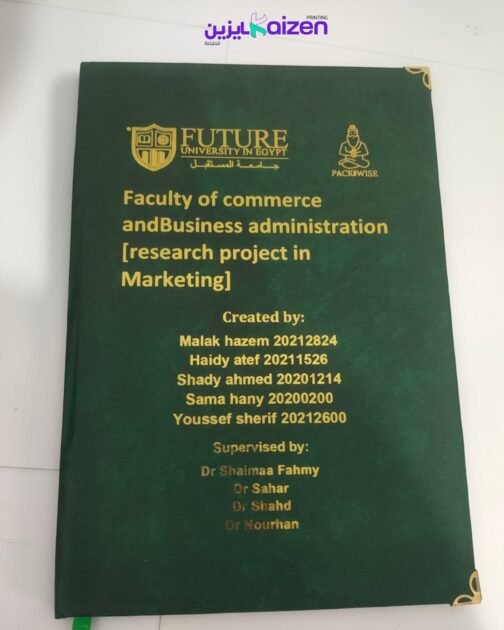 PRINTING
كايزين
للطباعة
Kaizen
FUTURE
UNIVERSITY IN EGYPT
جامعة المستقبل
PACK&WISE
Faculty of commerce
andBusiness administration
[research project in
Marketing]
Created by:
Malak hazem 20212824
Haidy atef 20211526
Shady ahmed 20201214
Sama hany 20200200
Youssef sherif 20212600
Supervised by:
Dr Shaimaa Fahmy
Dr Sahar
Dr Shahd
Dr Nourhan